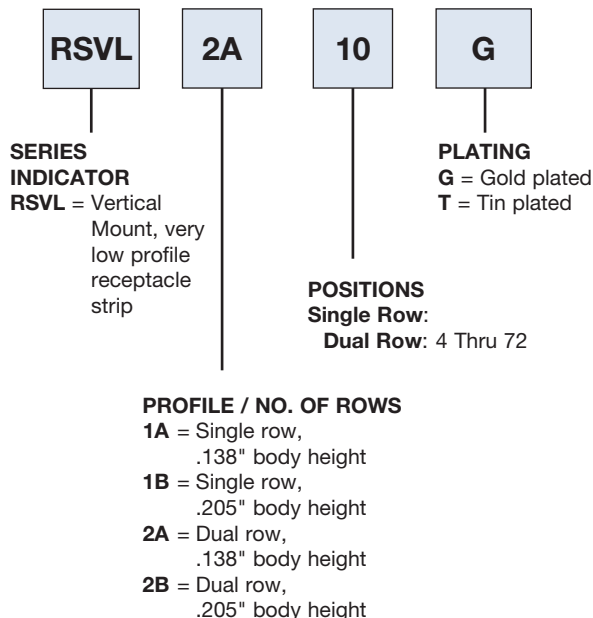 RSVL 2A 10 G
SERIES
INDICATOR
RSVL = Vertical
Mount, very
low profile
receptacle
strip
PLATING
G = Gold plated
T = Tin plated
POSITIONS
Single Row:
Dual Row: 4 Thru 72
PROFILE / NO. OF ROWS
1A = Single row,
.138" body height
1B = Single row,
.205" body height
2A = Dual row,
.138" body height
2B = Dual row,
.205" body height